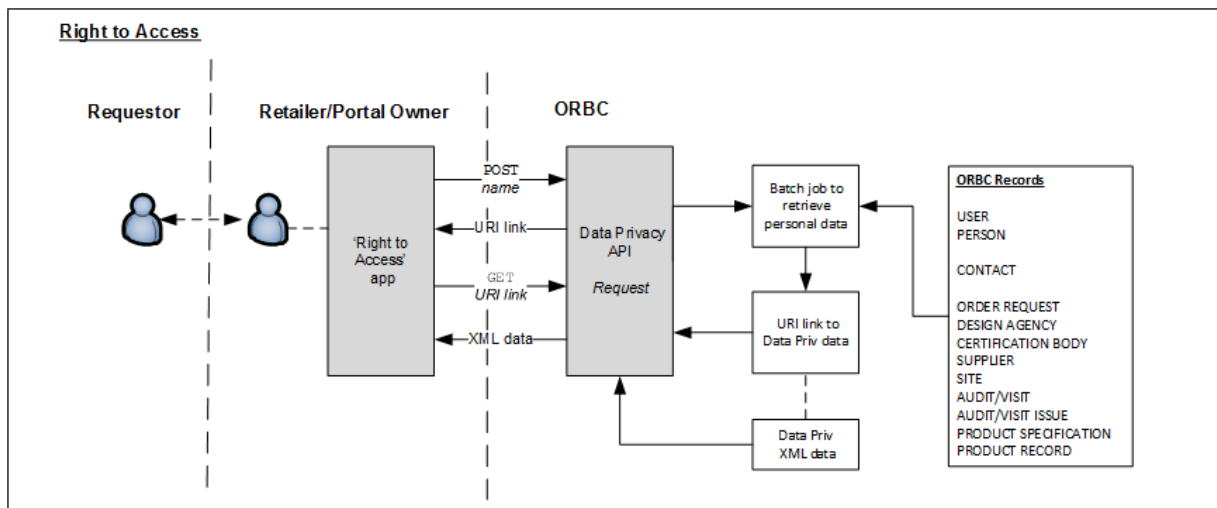 Right to Access
Requestor
Retailer/Portal Owner
ORBC
'Right to
Access'
app
POST
name
URI link
GET
URI link
XML data
Data Privacy
API
Request
Batch job to
retrieve
personal data
URI link to
Data Priv data
Data Priv
XML data
ORBC Records
USER
PERSON
CONTACT
ORDER REQUEST
DESIGN AGENCY
CERTIFICATION BODY
SUPPLIER
SITE
AUDIT/VISIT
AUDIT/VISIT ISSUE
PRODUCT SPECIFICATION
PRODUCT RECORD